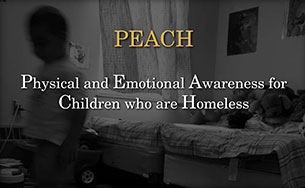 PEACH
Physical and Emotional Awareness for
Children who are Homeless